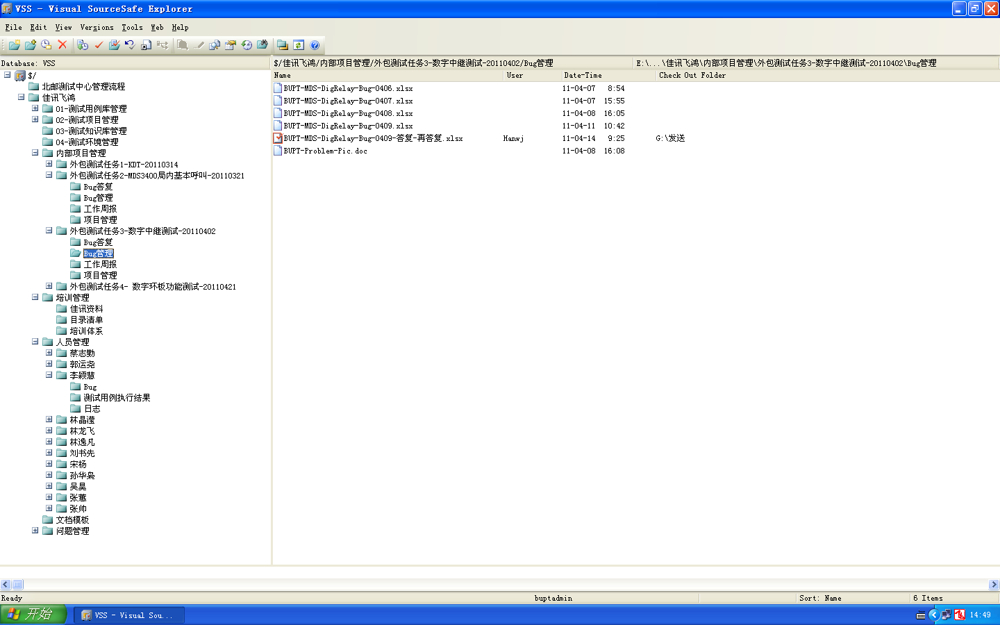 VSS - Visual SourceSafe Explorer
File Edit View Versions Tools Web Help
Database: VSS
$/佳讯飞鸿/内部项目管理/外包测试任务3-数字中继测试-20110402/Bug管理
E:\...\佳讯飞鸿\内部项目管理\外包测试任务3-数字中继测试-20110402\Bug管理
$/
北邮测试中心管理流程
佳讯飞鸿
01-测试用例库管理
02-测试项目管理
03-测试知识库管理
04-测试环境管理
内部项目管理
外包测试任务1-KDT-20110314
外包测试任务2-MDS3400局内基本呼叫-20110321
Bug答复
Bug管理
工作周报
项目管理
外包测试任务3-数字中继测试-20110402
Bug答复
Bug管理
工作周报
项目管理
外包测试任务4- 数字环板功能测试-20110421
培训管理
佳讯资料
目录清单
培训体系
人员管理
蔡志勤
郭运尧
李颖慧
Bug
测试用例执行结果
日志
林晶滢
林龙飞
林逸凡
刘书先
宋杨
孙华枭
吴昊
张蕙
张帅
文档模板
问题管理
Name User Date-Time Check Out Folder
BUPT-MDS-DigRelay-Bug-0406.xlsx 11-04-07 8:54
BUPT-MDS-DigRelay-Bug-0407.xlsx 11-04-07 15:55
BUPT-MDS-DigRelay-Bug-0408.xlsx 11-04-08 16:05
BUPT-MDS-DigRelay-Bug-0409.xlsx 11-04-11 10:42
BUPT-MDS-DigRelay-Bug-0409-答复-再答复.xlsx Hanwj 11-04-14 9:25 G:\发送
BUPT-Problem-Pic.doc 11-04-08 16:08
Ready buptadmin Sort: Name 6 Items
开始 VSS - Visual Sou... 14:49